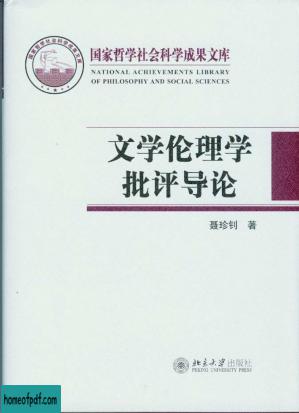 国家哲学社会科学成果文库
NATIONAL ACHIEVEMENTS LIBRARY
OF PHILOSOPHY AND SOCIAL SCIENCES
文学伦理学
批评导论
聂珍钊 著
北京大学出版社
PEKING UNIVERSITY PRESS
homeofpdf.com